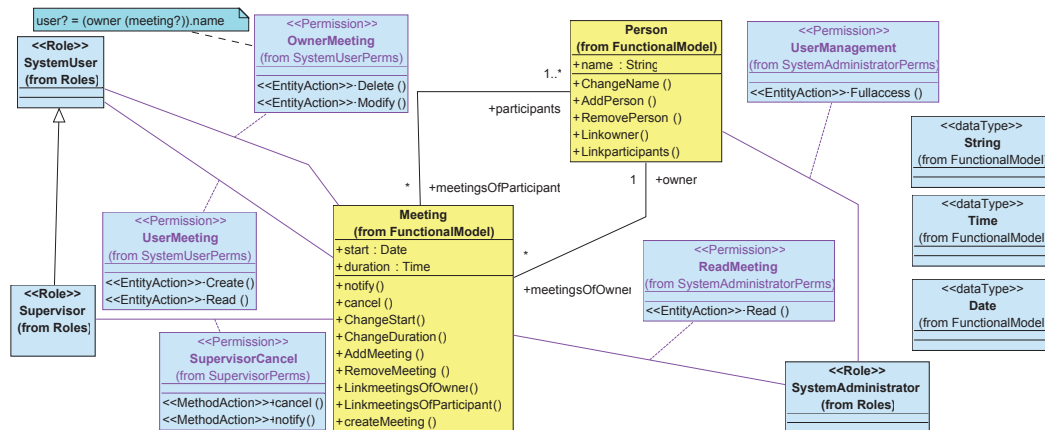 user? = (owner (meeting?)).name
<<Role>>
SystemUser
(from Roles)
<<Permission>>
OwnerMeeting
(from SystemUserPerms)
<<EntityAction>>·Delete ()
<<EntityAction>>·Modify ()
Person
(from FunctionalModel)
+name : String
+ChangeName()
+AddPerson ()
+RemovePerson ()
+Linkowner()
+Linkparticipants()
<<Permission>>
UserManagement
(from SystemAdministratorPerms)
<<EntityAction>>·Fullaccess ()
1..*
+participants
*
+meetingsOfParticipant
1
+owner
*
+meetingsOfOwner
<<dataType>>
String
(from FunctionalModel)
<<dataType>>
Time
(from FunctionalModel)
<<dataType>>
Date
(from FunctionalModel)
<<Permission>>
UserMeeting
(from SystemUserPerms)
<<EntityAction>>·Create()
<<EntityAction>>·Read ()
Meeting
(from FunctionalModel)
+start : Date
+duration : Time
+notify()
+cancel()
+ChangeStart()
+ChangeDuration()
+AddMeeting ()
+RemoveMeeting ()
+LinkmeetingsOfOwner()
+LinkmeetingsOfParticipant()
+createMeeting ()
<<Permission>>
ReadMeeting
(from SystemAdministratorPerms)
<<EntityAction>>·Read ()
<<Role>>
Supervisor
(from Roles)
<<Permission>>
SupervisorCancel
(from SupervisorPerms)
<<MethodAction>>+cancel ()
<<MethodAction>>+notify()
<<Role>>
SystemAdministrator
(from Roles)